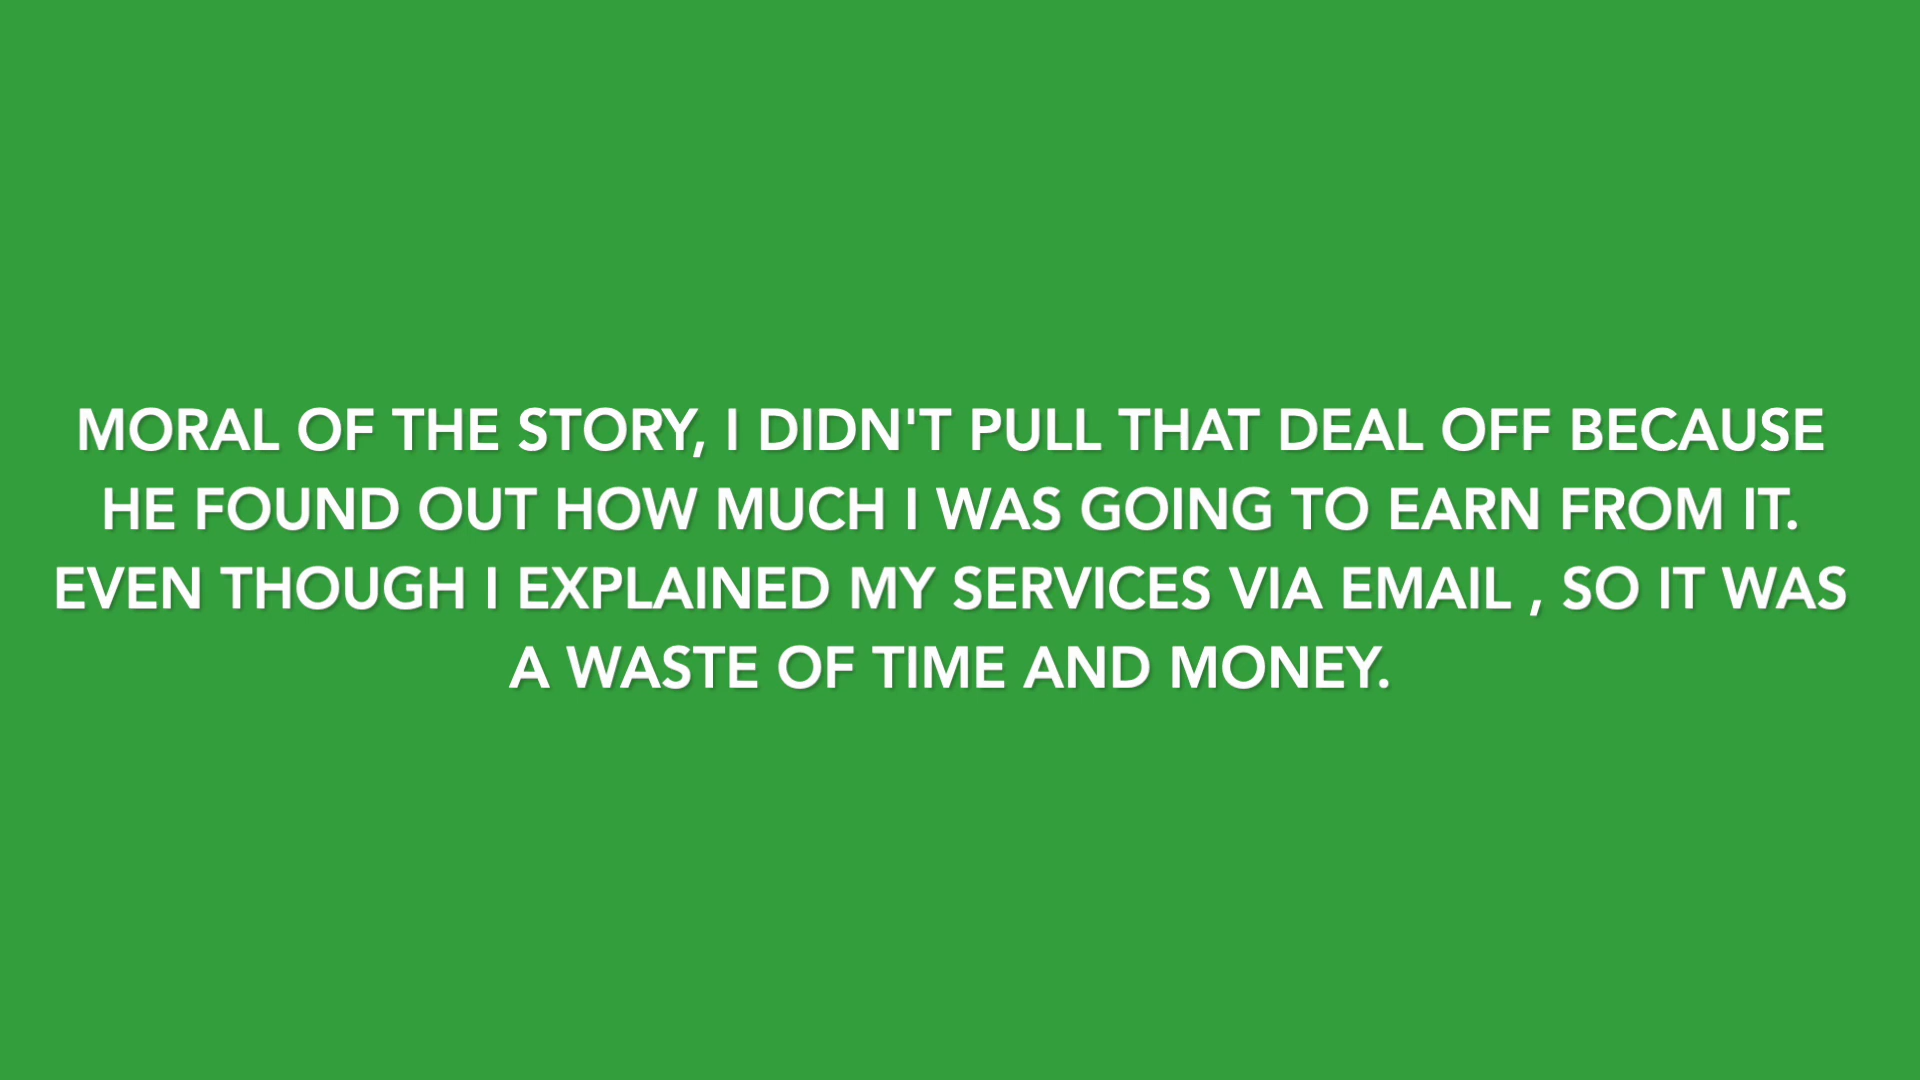 MORAL OF THE STORY, I DIDN'T PULL THAT DEAL OFF BECAUSE
HE FOUND OUT HOW MUCH I WAS GOING TO EARN FROM IT.
EVEN THOUGH I EXPLAINED MY SERVICES VIA EMAIL , SO IT WAS
A WASTE OF TIME AND MONEY.